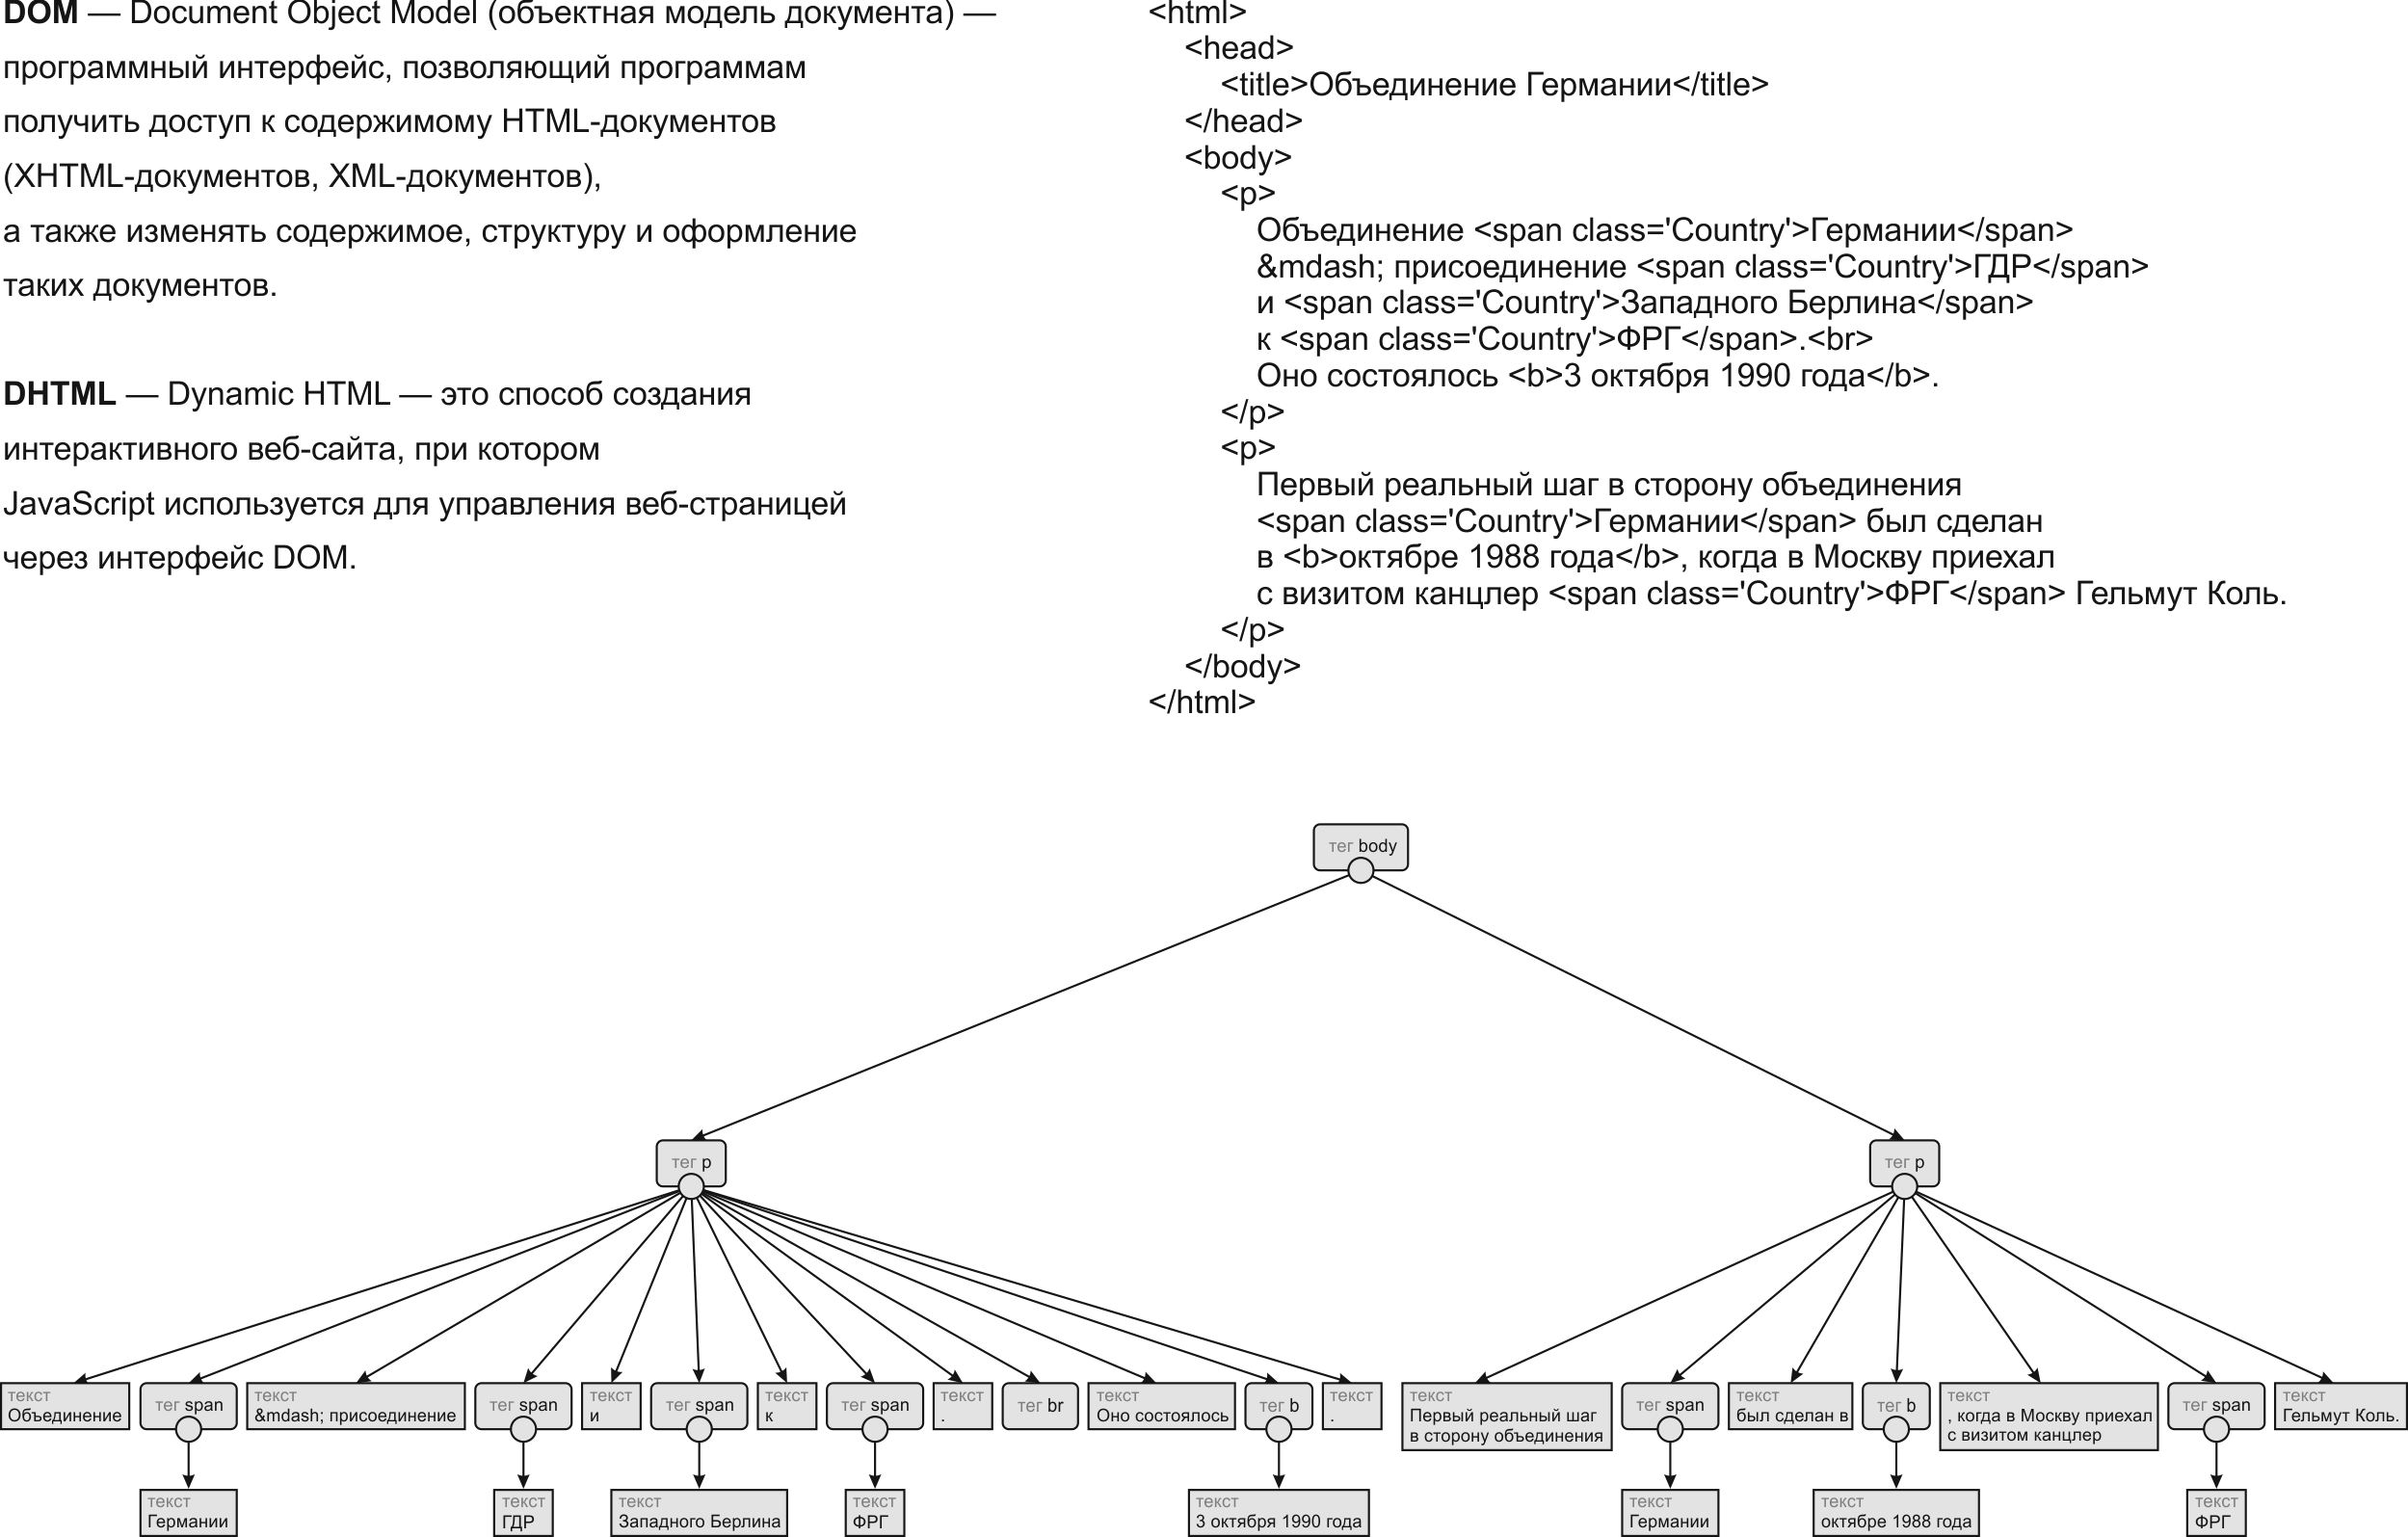 DOM — Document Object Model (объектная модель документа) —
программный интерфейс, позволяющий программам
получить доступ к содержимому HTML-документов
(XHTML-документов, XML-документов),
а также изменять содержимое, структуру и оформление
таких документов.
DHTML — Dynamic HTML — это способ создания
интерактивного веб-сайта, при котором
JavaScript используется для управления веб-страницей
через интерфейс DOM.
<html>
<head>
<title>Объединение Германии</title>
</head>
<body>
<p>
Объединение <span class='Country'>Германии</span>
&mdash; присоединение <span class='Country'>ГДР</span>
и <span class='Country'>Западного Берлина</span>
к <span class='Country'>ФРГ</span>.<br>
Оно состоялось <b>3 октября 1990 года</b>.
</p>
<p>
Первый реальный шаг в сторону объединения
<span class='Country'>Германии</span> был сделан
в <b>октябре 1988 года</b>, когда в Москву приехал
с визитом канцлер <span class='Country'>ФРГ</span> Гельмут Коль.
</p>
</body>
</html>
тег body
тег p
тег p
текст
Объединение
тег span
текст
&mdash; присоединение
тег span
текст
и
тег span
текст
к
тег span
текст
.
тег br
текст
Оно состоялось
тег b
текст
.
текст
Первый реальный шаг
в сторону объединения
тег span
текст
был сделан в
тег b
текст
, когда в Москву приехал
с визитом канцлер
тег span
текст
Гельмут Коль.
текст
Германии
текст
ГДР
текст
Западного Берлина
текст
ФРГ
текст
3 октября 1990 года
текст
Германии
текст
октябре 1988 года
текст
ФРГ